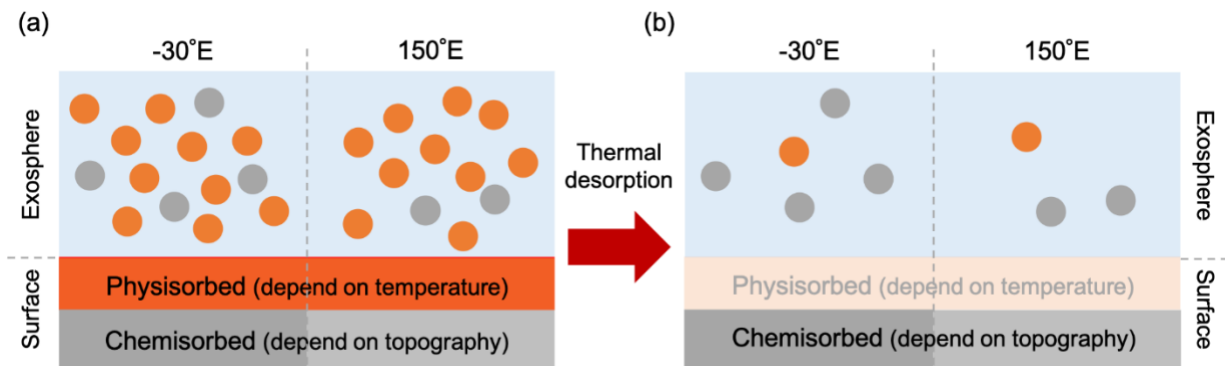 (a)
-30°E 150°E
Exosphere
Surface
Physisorbed (depend on temperature)
Chemisorbed (depend on topography)
Thermal
desorption
(b)
-30°E 150°E
Physisorbed (depend on temperature)
Chemisorbed (depend on topography)
Exosphere
Surface